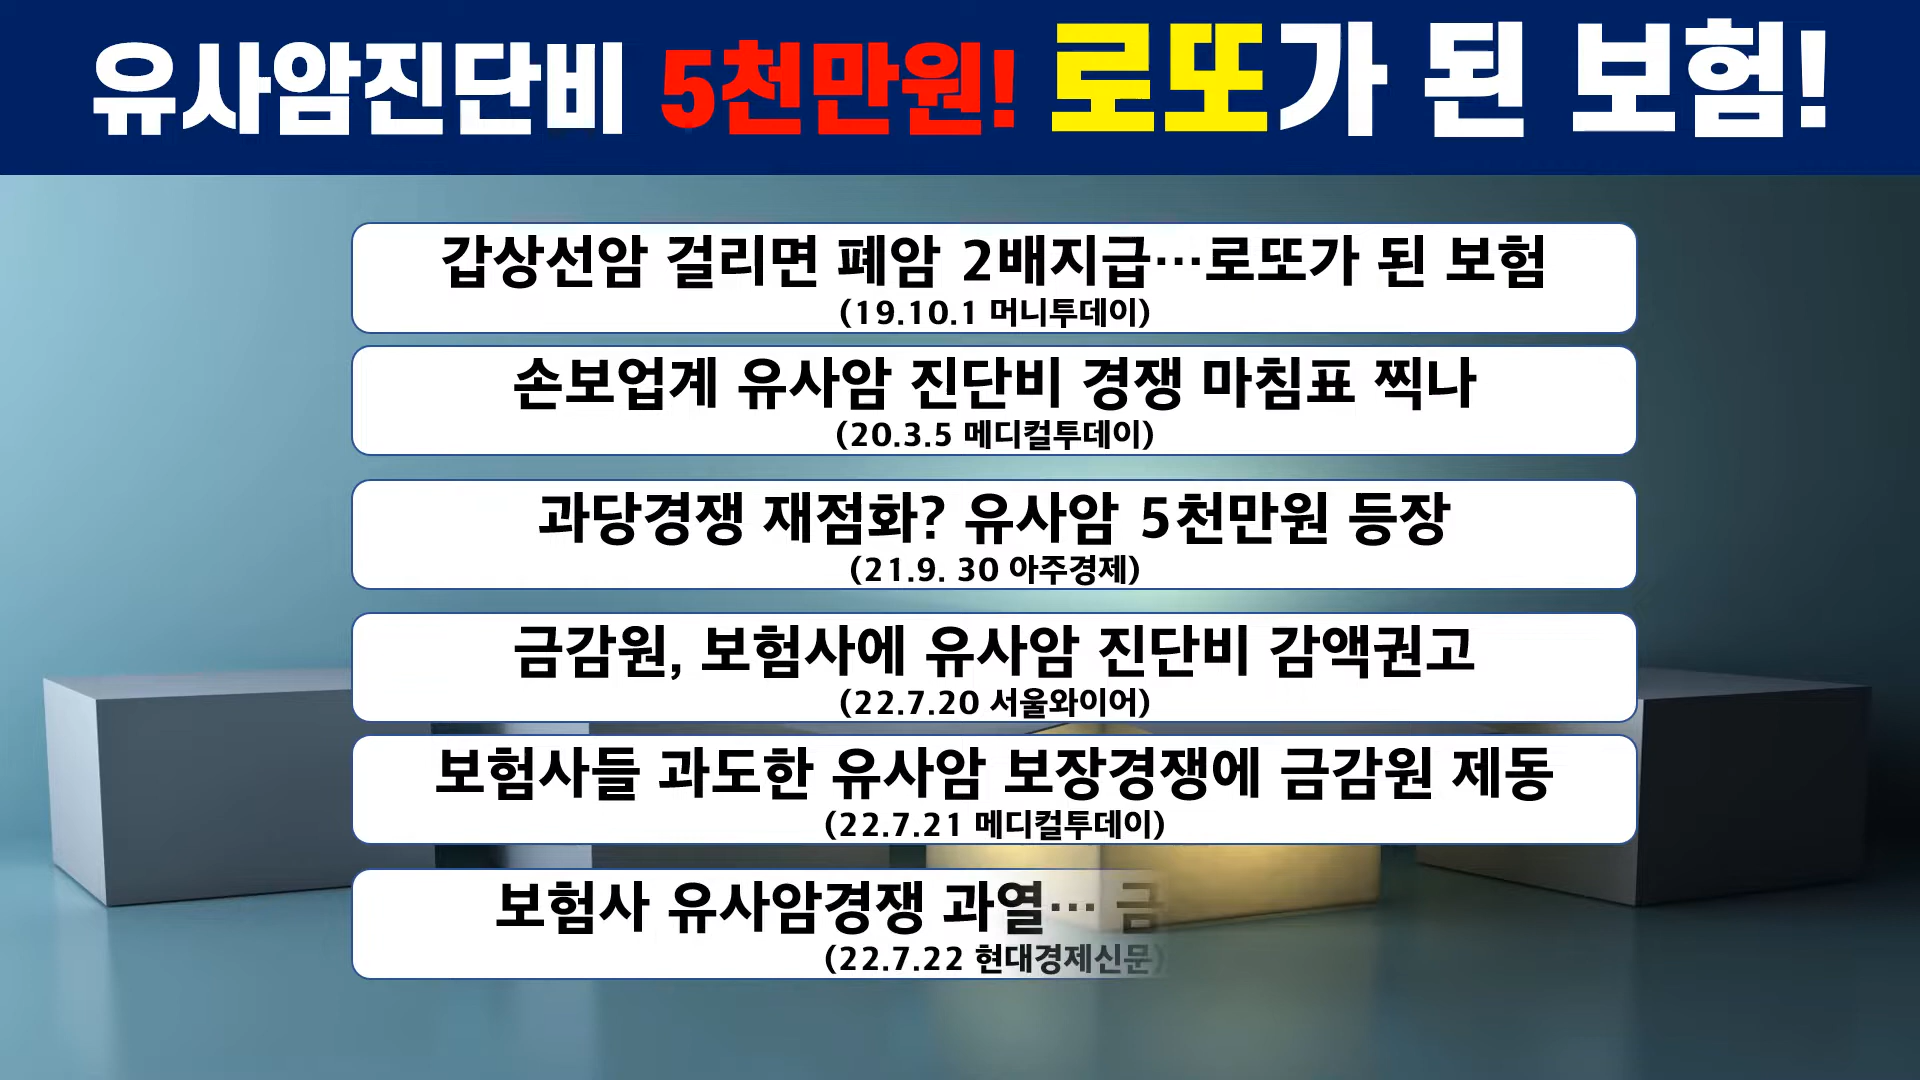 유사암진단비 5천만원! 로또가 된 보험!
갑상선암 걸리면 폐암 2배지급…로또가 된 보험
(19.10.1 머니투데이)
손보업계 유사암 진단비 경쟁 마침표 찍나
(20.3.5 메디컬투데이)
과당경쟁 재점화? 유사암 5천만원 등장
(21.9. 30 아주경제)
금감원, 보험사에 유사암 진단비 감액권고
(22.7.20 서울와이어)
보험사들 과도한 유사암 보장경쟁에 금감원 제동
(22.7.21 메디컬투데이)
보험사 유사암경쟁 과열… 금
(22.7.22 현대경제신문)